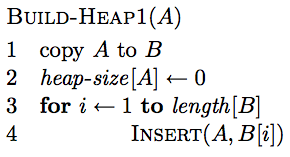 BUILD-HEAP1(A)
1 copy A to B
2 heap-size[A] ← 0
3 for i ← 1 to length[B]
4 INSERT(A, B[i])